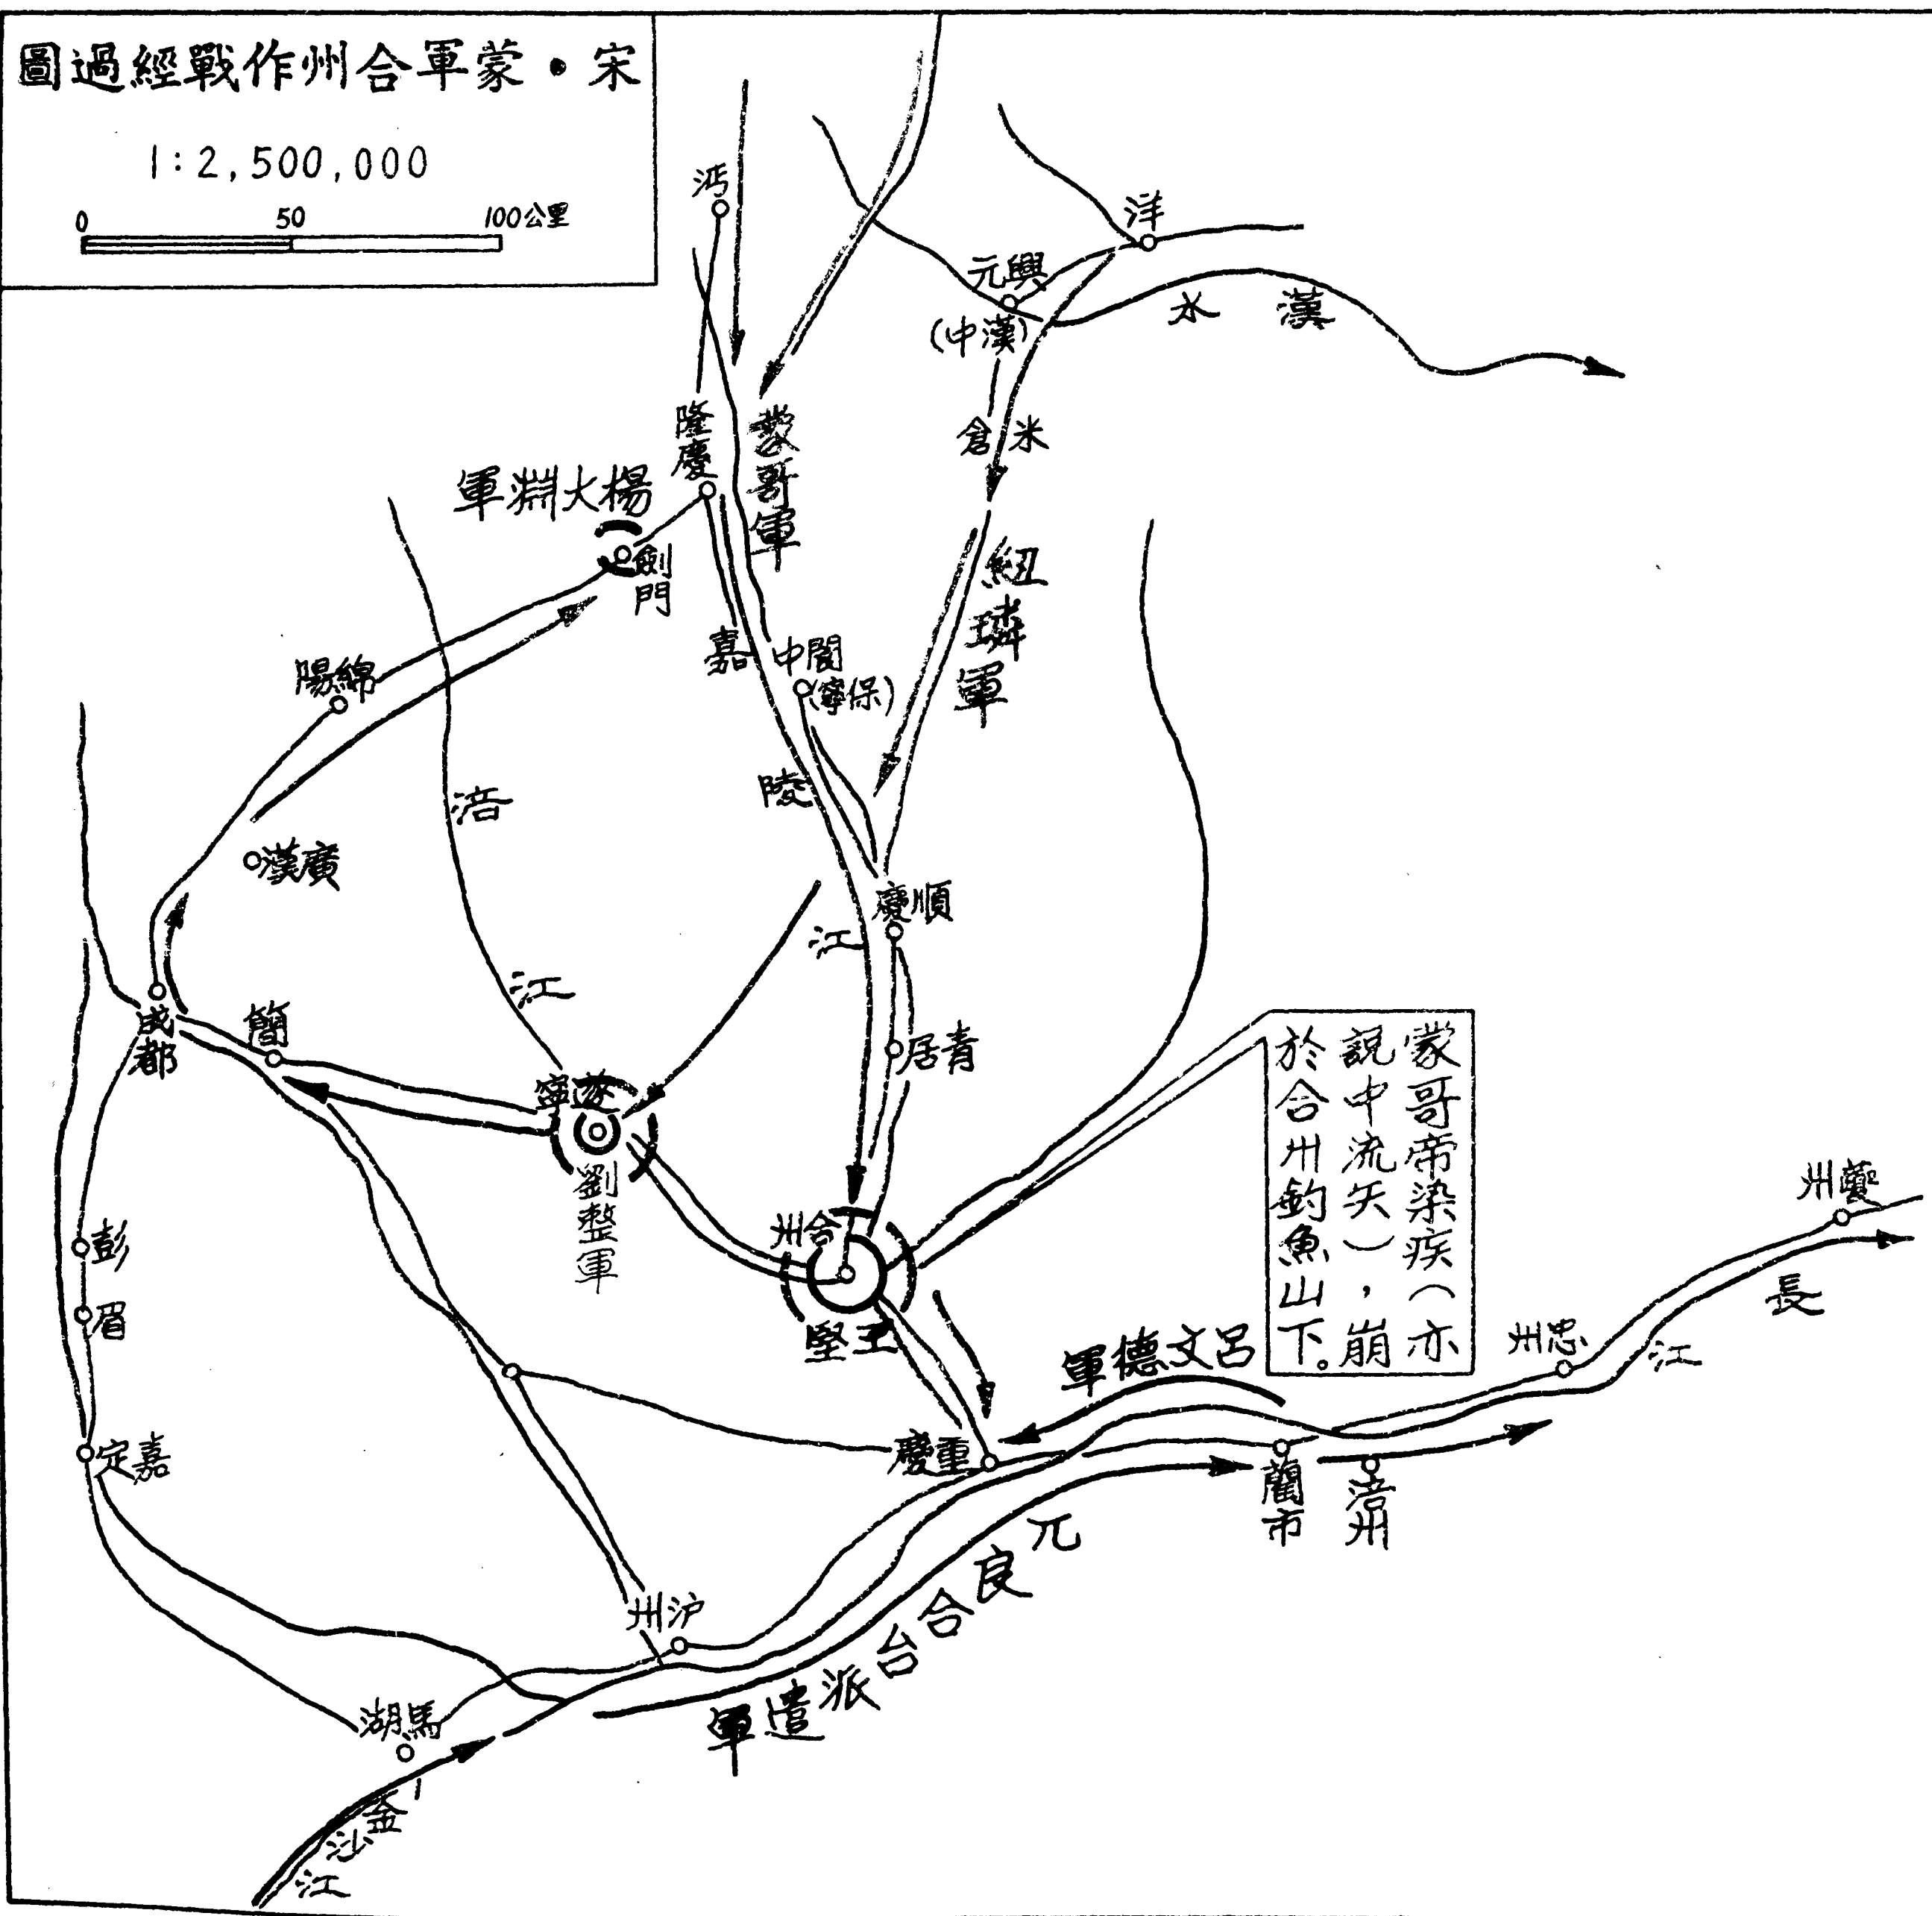 宋・蒙軍合州作戰經過圖
1:2,500,000
0 50 100公里
沔
洋
興元
(漢中)
漢水
米倉
隆慶
蒙哥軍
楊大淵軍
劍門
紐璘軍
嘉陵江
閬中
(保寧)
綿陽
涪江
廣漢
順慶
成都
簡
青居
遂寧
劉整軍
合州
王堅
蒙哥帝染疾(亦
說中流矢),崩
於合州釣魚山下。
夔州
長江
忠州
彭
眉
呂文德軍
嘉定
重慶
藺市
涪州
兀良合台派遣軍
沪州
馬湖
金沙江